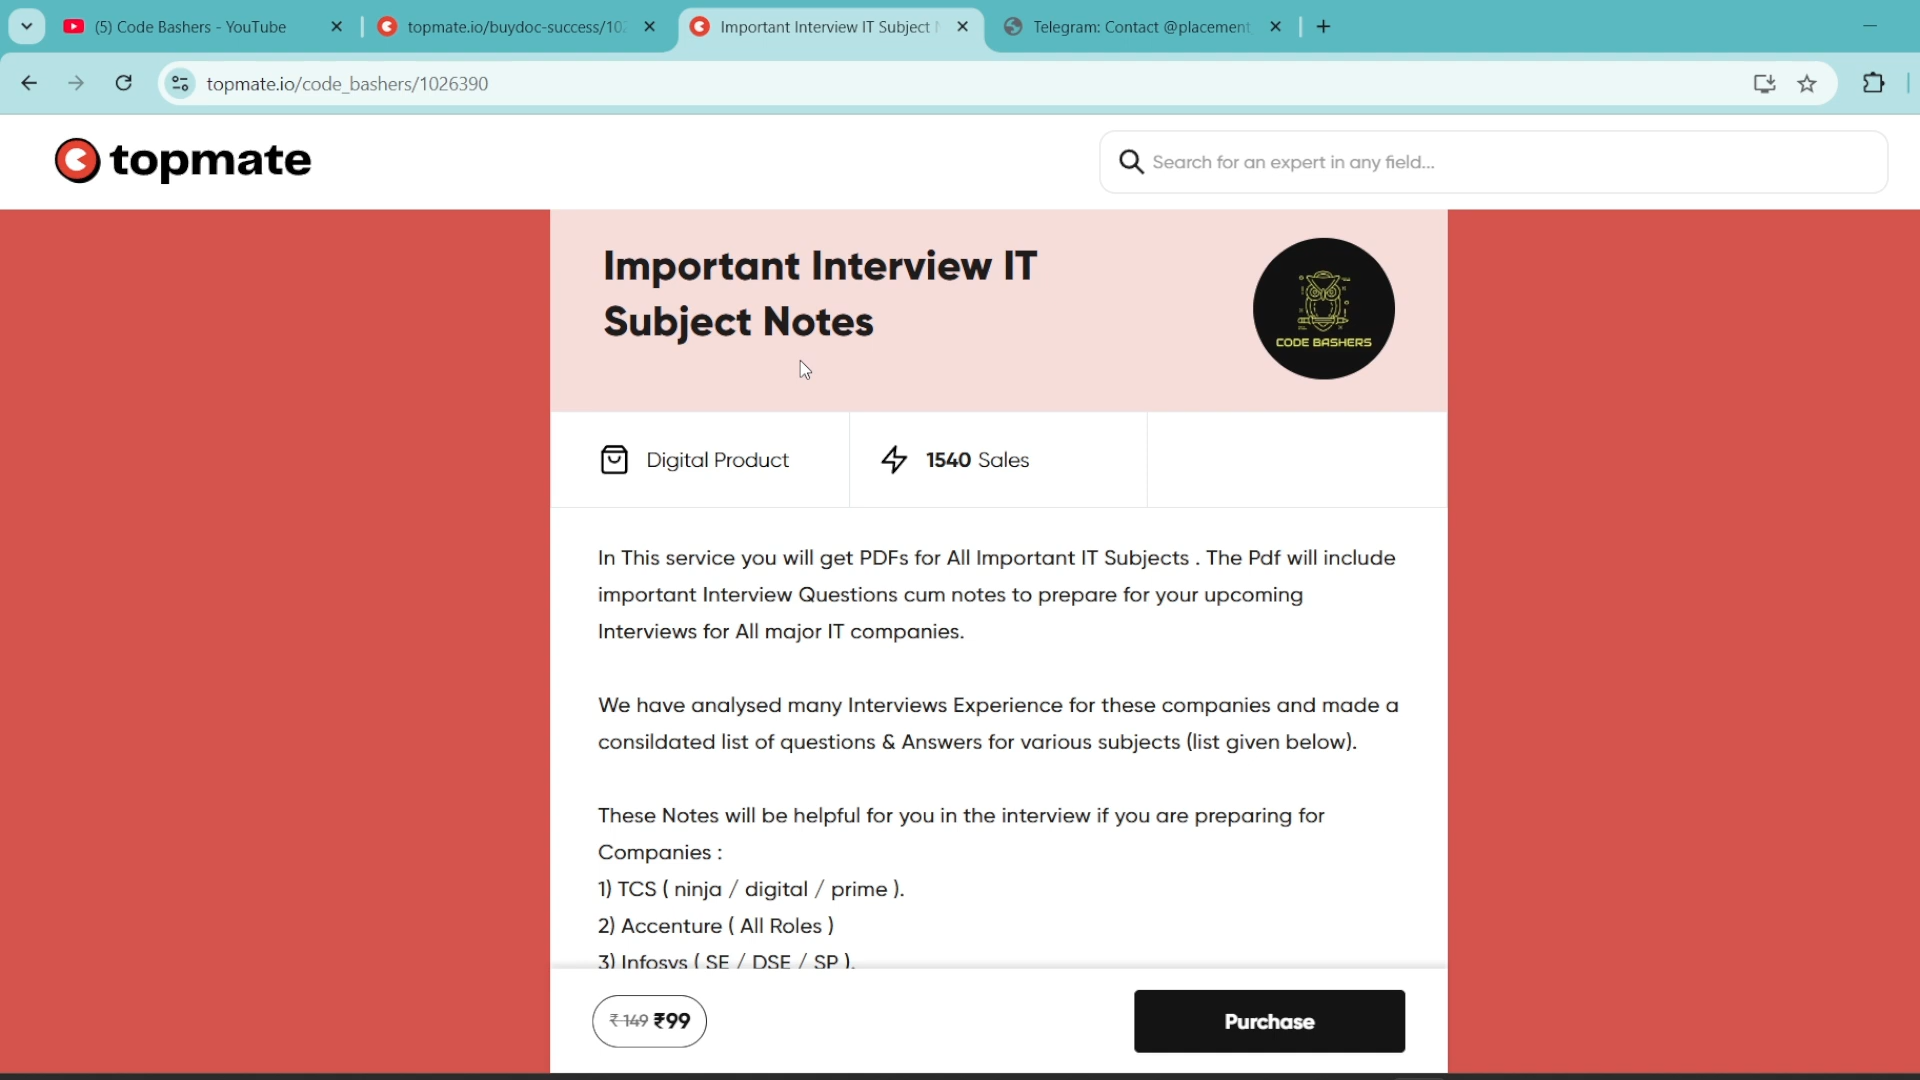 (5) Code Bashers - YouTube
topmate.io/buydoc-success/10
Important Interview IT Subject
Telegram: Contact @placement
topmate.io/code_bashers/1026390
topmate
Search for an expert in any field...
Important Interview IT
Subject Notes
CODE BASHERS
Digital Product
1540 Sales
In This service you will get PDFs for All Important IT Subjects . The Pdf will include
important Interview Questions cum notes to prepare for your upcoming
Interviews for All major IT companies.
We have analysed many Interviews Experience for these companies and made a
consildated list of questions & Answers for various subjects (list given below).
These Notes will be helpful for you in the interview if you are preparing for
Companies :
1) TCS ( ninja / digital / prime ).
2) Accenture ( All Roles )
3) Infosys ( SE / DSE / SP ).
₹149 ₹99
Purchase